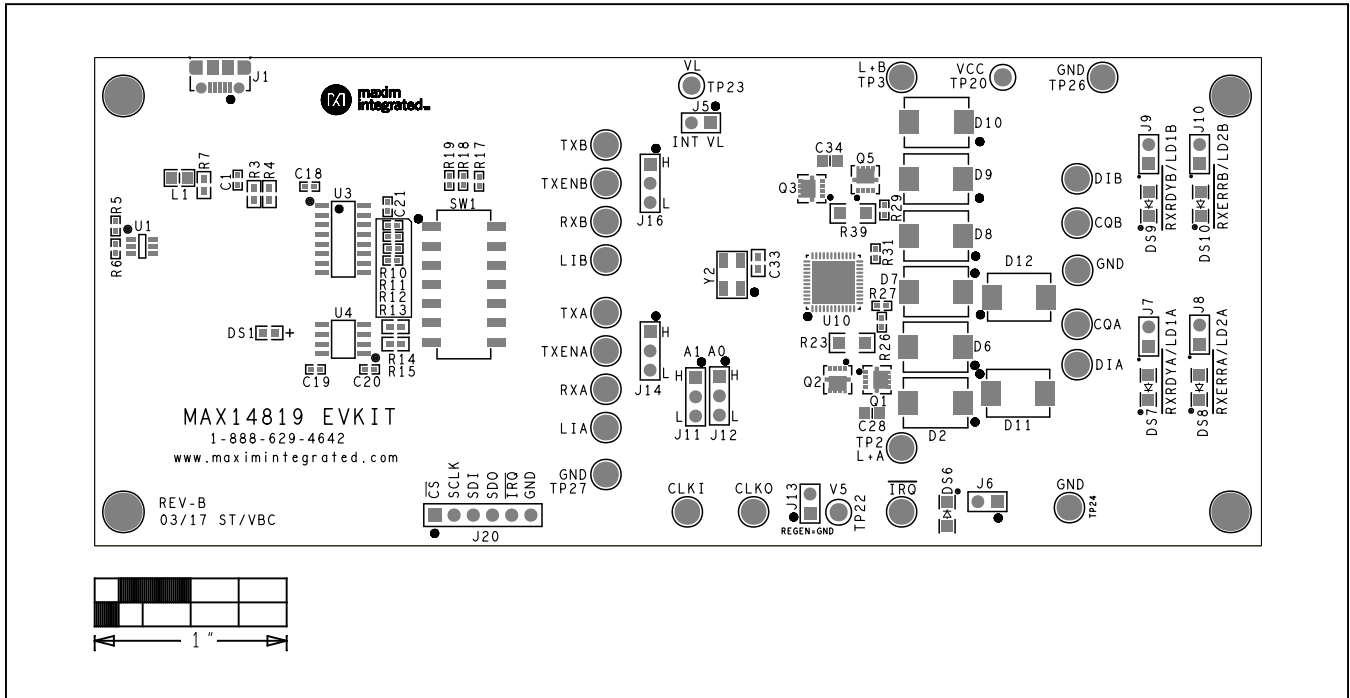 J1
maxim
integrated™
VL
TP23
J5
INT VL
L+B
TP3
VCC
TP20
GND
TP26
D10
J9
J10
RXRDYB/LD1B
RXERRB/LD2B
DS9
DS10
R7
L1
C1
R3
R4
C18
U3
R19
R18
R17
C21
SW1
TXB
TXENB
RXB
LIB
H
L
J16
C34
Q5
Q3
D9
R29
R39
D8
DIB
CQB
GND
R5
U1
R6
R10
R11
R12
R13
Y2
C33
R31
D7
R27
U10
D12
DS1
+
U4
R14
R15
C19
C20
TXA
TXENA
RXA
LIA
H
L
J14
R23
R26
D6
CQA
DIA
J7
J8
RXRDYA/LD1A
RXERRA/LD2A
DS7
DS8
A1
A0
H
H
L
L
J11
J12
Q2
Q1
C28
D2
D11
TP2
L+A
MAX14819 EVKIT
1-888-629-4642
www.maximintegrated.com
GND
TP27
REV-B
03/17 ST/VBC
CS
SCLK
SDI
SDO
IRQ
GND
J20
CLKI
CLKO
J13
REGEN=GND
V5
TP22
IRQ
DS6
J6
GND
TP24
1"